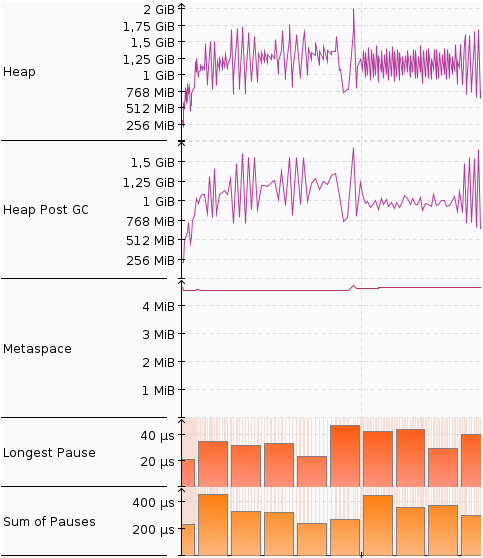 2 GiB
1,75 GiB
1,5 GiB
1,25 GiB
Heap
1 GiB
768 MiB
512 MiB
256 MiB
1,5 GiB
1,25 GiB
Heap Post GC
1 GiB
768 MiB
512 MiB
256 MiB
4 MiB
3 MiB
Metaspace
2 MiB
1 MiB
40 µs
Longest Pause
20 µs
400 µs
Sum of Pauses
200 µs